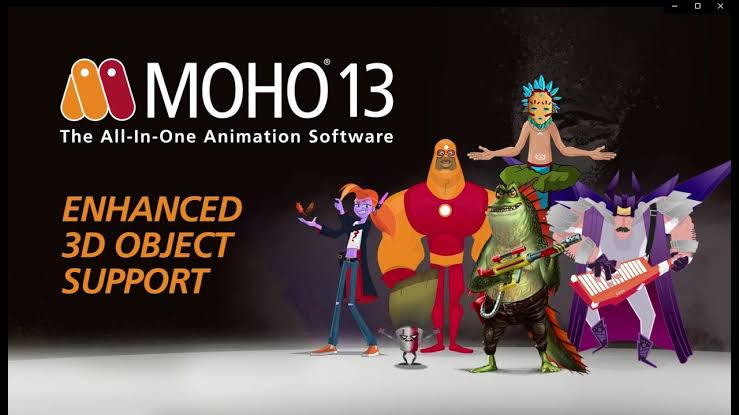 MOHO® 13
The All-In-One Animation Software
ENHANCED
3D OBJECT
SUPPORT